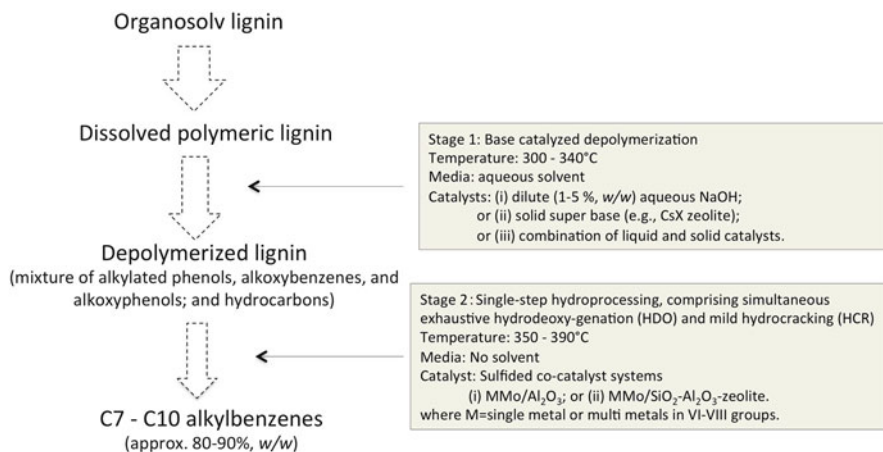 Organosolv lignin
Dissolved polymeric lignin
Stage 1: Base catalyzed depolymerization
Temperature: 300 - 340°C
Media: aqueous solvent
Catalysts: (i) dilute (1-5 %, w/w) aqueous NaOH;
or (ii) solid super base (e.g., CsX zeolite);
or (iii) combination of liquid and solid catalysts.
Depolymerized lignin
(mixture of alkylated phenols, alkoxybenzenes, and
alkoxyphenols; and hydrocarbons)
Stage 2: Single-step hydroprocessing, comprising simultaneous
exhaustive hydrodeoxy-genation (HDO) and mild hydrocracking (HCR)
Temperature: 350 - 390°C
Media: No solvent
Catalyst: Sulfided co-catalyst systems
(i) MMo/Al₂O₃; or (ii) MMo/SiO₂-Al₂O₃-zeolite.
where M=single metal or multi metals in VI-VIII groups.
C7 - C10 alkylbenzenes
(approx. 80-90%, w/w)